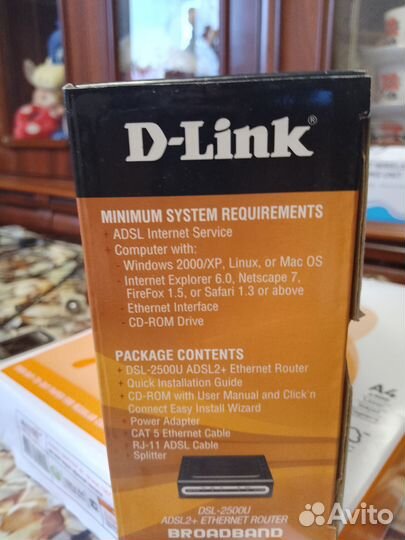 D-Link®
MINIMUM SYSTEM REQUIREMENTS
ADSL Internet Service
Computer with:
- Windows 2000/XP, Linux, or Mac OS
- Internet Explorer 6.0, Netscape 7,
FireFox 1.5, or Safari 1.3 or above
- Ethernet Interface
- CD-ROM Drive
PACKAGE CONTENTS
DSL-2500U ADSL2+ Ethernet Router
Quick Installation Guide
CD-ROM with User Manual and Click'n
Connect Easy Install Wizard
Power Adapter
CAT 5 Ethernet Cable
RJ-11 ADSL Cable
Splitter
DSL-2500U
ADSL2+ ETHERNET ROUTER
BROADBAND
A4
Avito